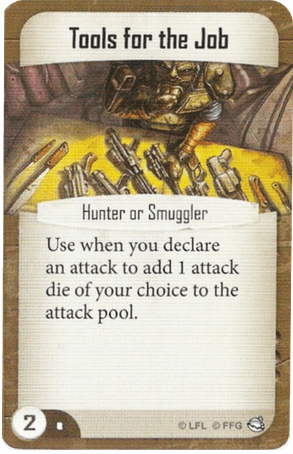 Tools for the Job
Hunter or Smuggler
Use when you declare
an attack to add 1 attack
die of your choice to the
attack pool.
2
© LFL © FFG